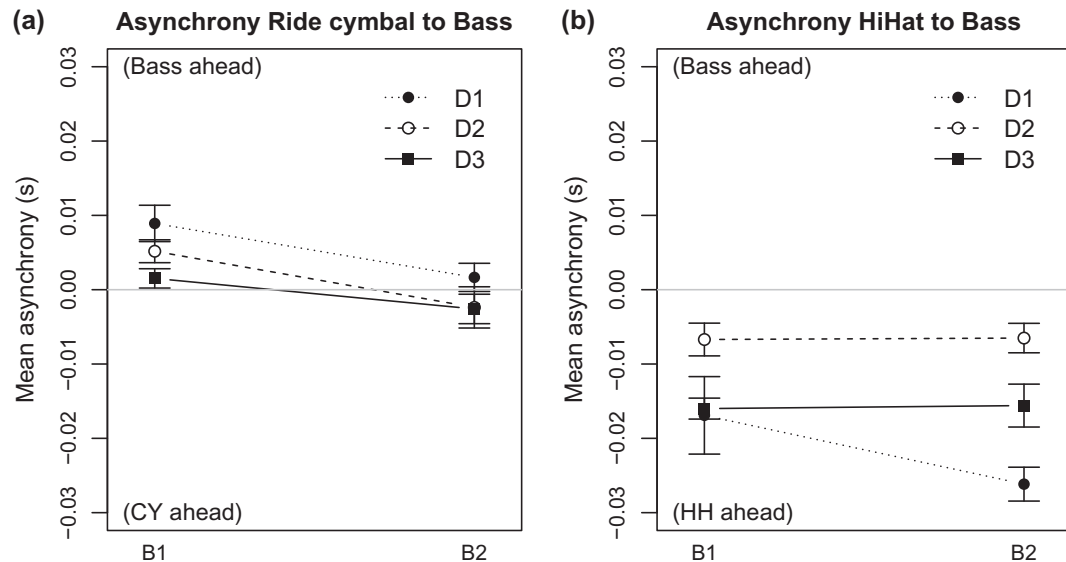 (a) Asynchrony Ride cymbal to Bass
Mean asynchrony (s)
0.03
0.02
0.01
0.00
−0.01
−0.02
−0.03
(Bass ahead)
D1
D2
D3
(CY ahead)
B1 B2
(b) Asynchrony HiHat to Bass
Mean asynchrony (s)
0.03
0.02
0.01
0.00
−0.01
−0.02
−0.03
(Bass ahead)
D1
D2
D3
(HH ahead)
B1 B2